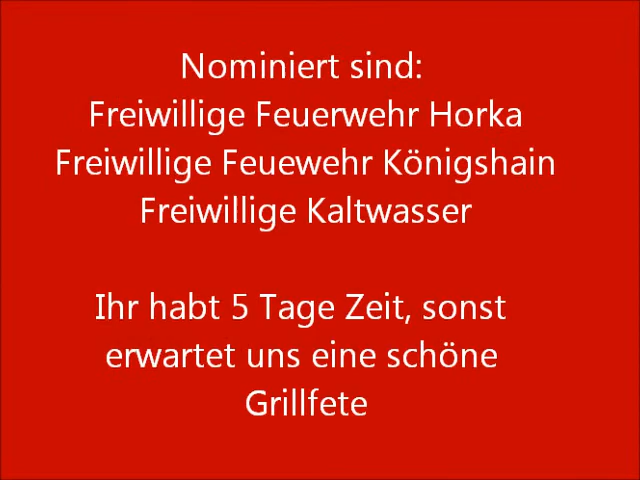 Nominiert sind:
Freiwillige Feuerwehr Horka
Freiwillige Feuewehr Königshain
Freiwillige Kaltwasser
Ihr habt 5 Tage Zeit, sonst
erwartet uns eine schöne
Grillfete